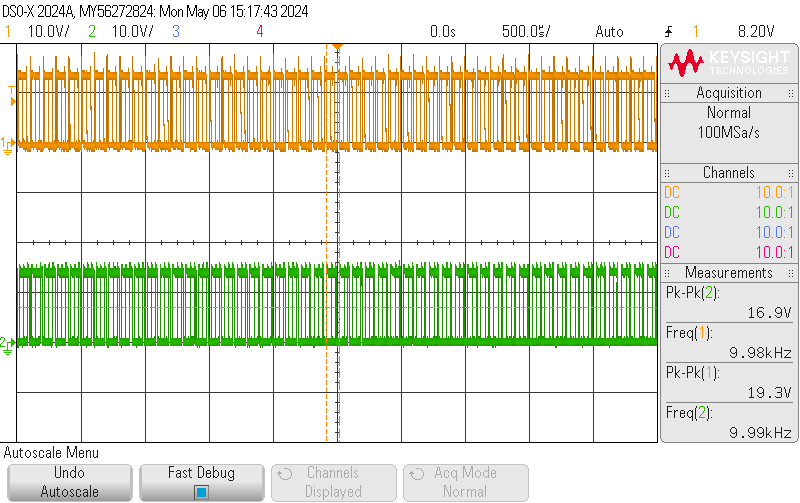 DSO-X 2024A, MY56272824: Mon May 06 15:17:43 2024
1 10.0V/ 2 10.0V/ 3 4 0.0s 500.0㎲/ Auto 1 8.20V
KEYSIGHT
TECHNOLOGIES
Acquisition
Normal
100MSa/s
Channels
DC 10.0:1
DC 10.0:1
DC 10.0:1
DC 10.0:1
Measurements
Pk-Pk(2):
16.9V
Freq(1):
9.98kHz
Pk-Pk(1):
19.3V
Freq(2):
9.99kHz
T
1
2
Autoscale Menu
Undo
Autoscale
Fast Debug
Channels
Displayed
Acq Mode
Normal